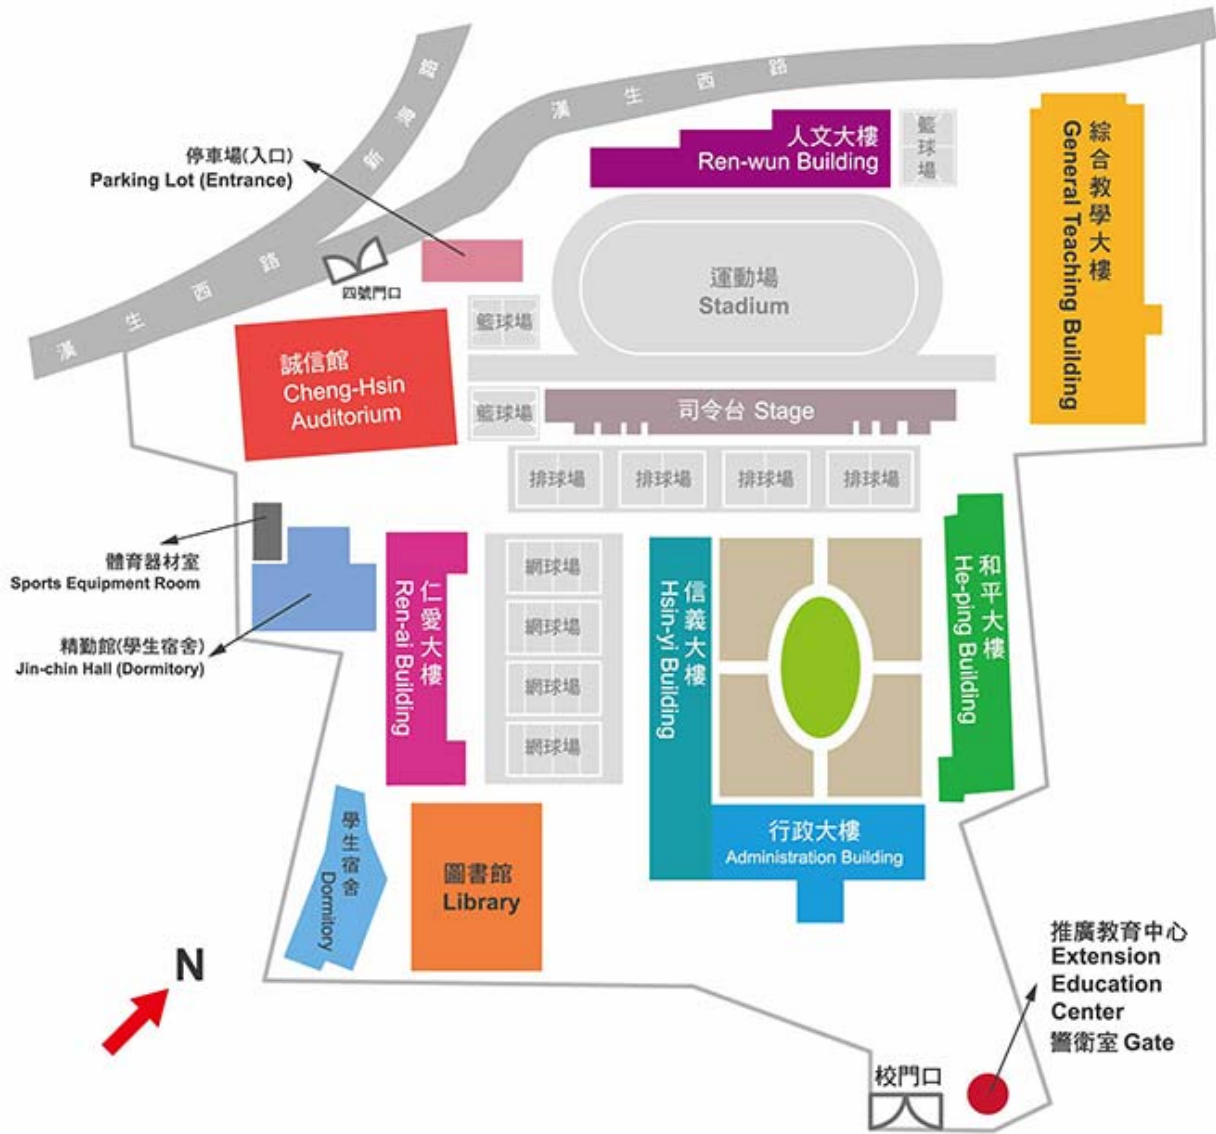 漢生西路
新海路
漢生西路
停車場(入口)
Parking Lot (Entrance)
四號門口
人文大樓
Ren-wun Building
籃球場
綜合教學大樓
General Teaching Building
運動場
Stadium
籃球場
誠信館
Cheng-Hsin
Auditorium
籃球場
司令台 Stage
排球場
排球場
排球場
排球場
體育器材室
Sports Equipment Room
精勤館(學生宿舍)
Jin-chin Hall (Dormitory)
仁愛大樓
Ren-ai Building
網球場
網球場
網球場
網球場
信義大樓
Hsin-yi Building
和平大樓
He-ping Building
學生宿舍
Dormitory
圖書館
Library
行政大樓
Administration Building
N
推廣教育中心
Extension
Education
Center
警衛室 Gate
校門口